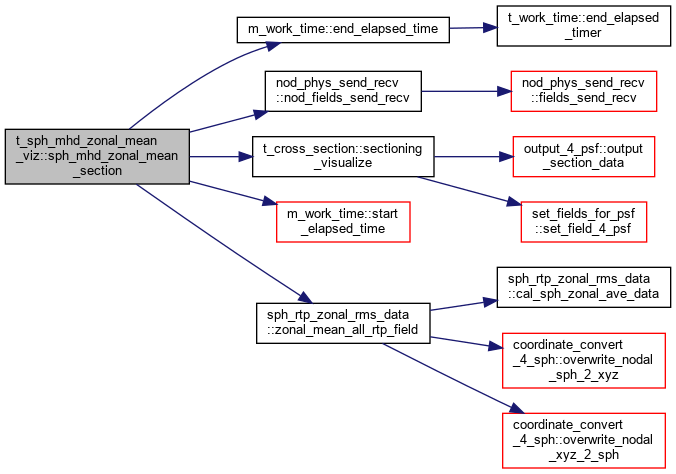 t_sph_mhd_zonal_mean
_viz::sph_mhd_zonal_mean
_section
m_work_time::end_elapsed_time
t_work_time::end_elapsed
_timer
nod_phys_send_recv
::nod_fields_send_recv
nod_phys_send_recv
::fields_send_recv
t_cross_section::sectioning
_visualize
output_4_psf::output
_section_data
set_fields_for_psf
::set_field_4_psf
m_work_time::start
_elapsed_time
sph_rtp_zonal_rms_data
::zonal_mean_all_rtp_field
sph_rtp_zonal_rms_data
::cal_sph_zonal_ave_data
coordinate_convert
_4_sph::overwrite_nodal
_sph_2_xyz
coordinate_convert
_4_sph::overwrite_nodal
_xyz_2_sph